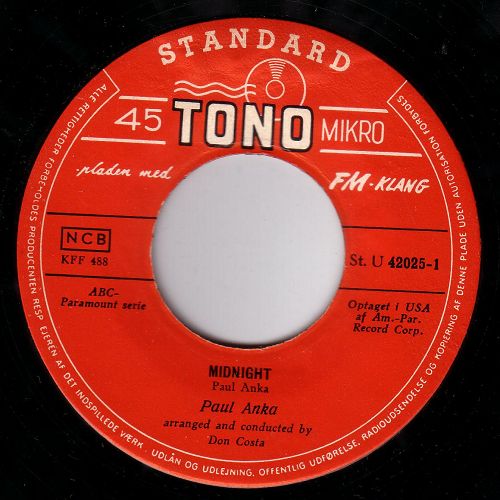 STANDARD
45 TONO MIKRO
pladen med FM-KLANG
NCB
KFF 488
St. U 42025-1
ABC-
Paramount serie
Optaget i USA
af Am.-Par.
Record Corp.
MIDNIGHT
Paul Anka
Paul Anka
arranged and conducted by
Don Costa
ALLE RETTIGHEDER FORBEHOLDES PRODUCENTEN RESP. EJEREN AF DET INDSPILLEDE VÆRK. UDLÅN OG UDLEJNING, OFFENTLIG UDFØRELSE, RADIOUDSENDELSE OG KOPIERING AF DENNE PLADE UDEN AUTORISATION FORBYDES